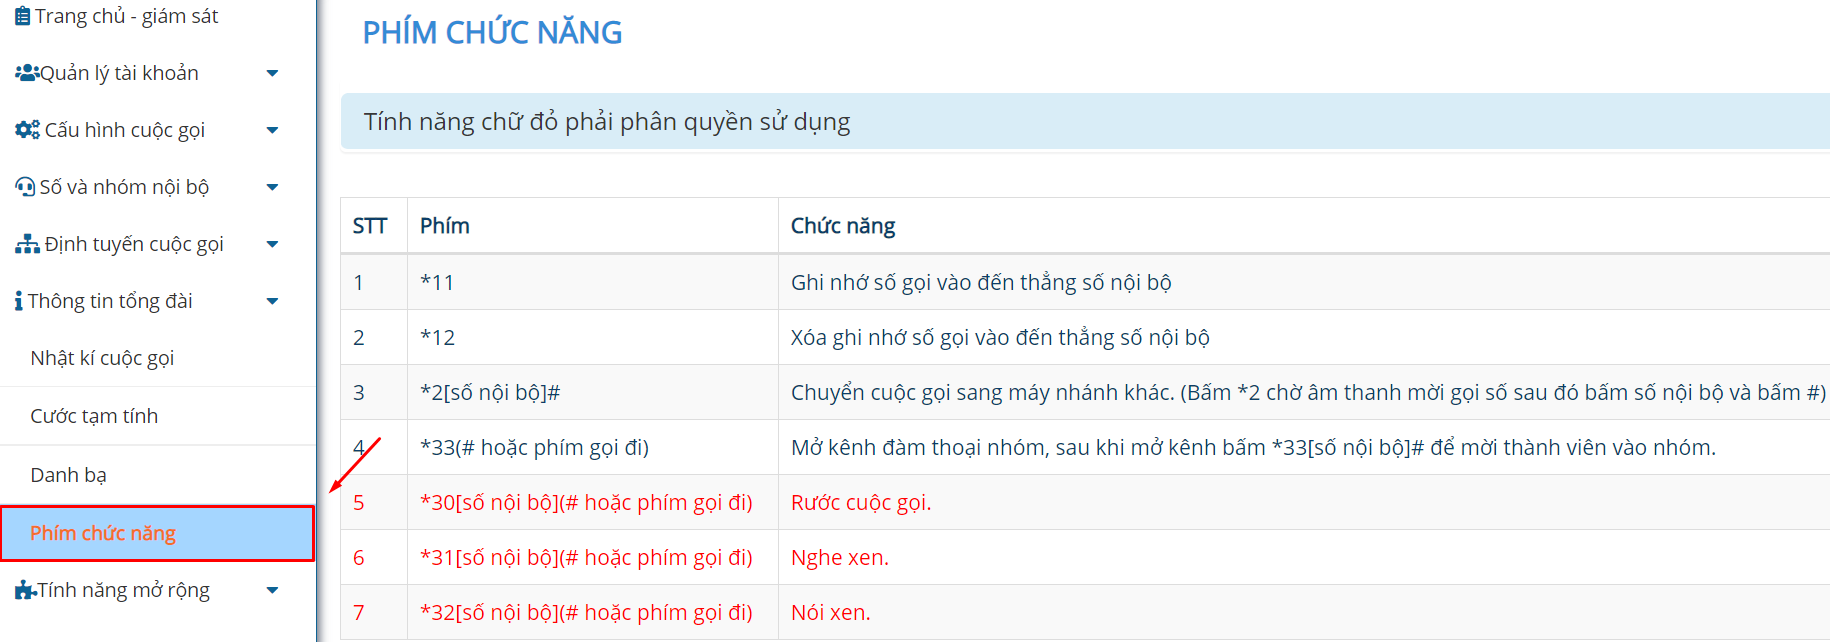 Trang chủ - giám sát
Quản lý tài khoản
Cấu hình cuộc gọi
Số và nhóm nội bộ
Định tuyến cuộc gọi
Thông tin tổng đài
Nhật kí cuộc gọi
Cước tạm tính
Danh bạ
Phím chức năng
Tính năng mở rộng
PHÍM CHỨC NĂNG
Tính năng chữ đỏ phải phân quyền sử dụng
STT Phím Chức năng
1 *11 Ghi nhớ số gọi vào đến thẳng số nội bộ
2 *12 Xóa ghi nhớ số gọi vào đến thẳng số nội bộ
3 *2[số nội bộ]# Chuyển cuộc gọi sang máy nhánh khác. (Bấm *2 chờ âm thanh mời gọi số sau đó bấm số nội bộ và bấm #)
4 *33(# hoặc phím gọi đi) Mở kênh đàm thoại nhóm, sau khi mở kênh bấm *33[số nội bộ]# để mời thành viên vào nhóm.
5 *30[số nội bộ](# hoặc phím gọi đi) Rước cuộc gọi.
6 *31[số nội bộ](# hoặc phím gọi đi) Nghe xen.
7 *32[số nội bộ](# hoặc phím gọi đi) Nói xen.